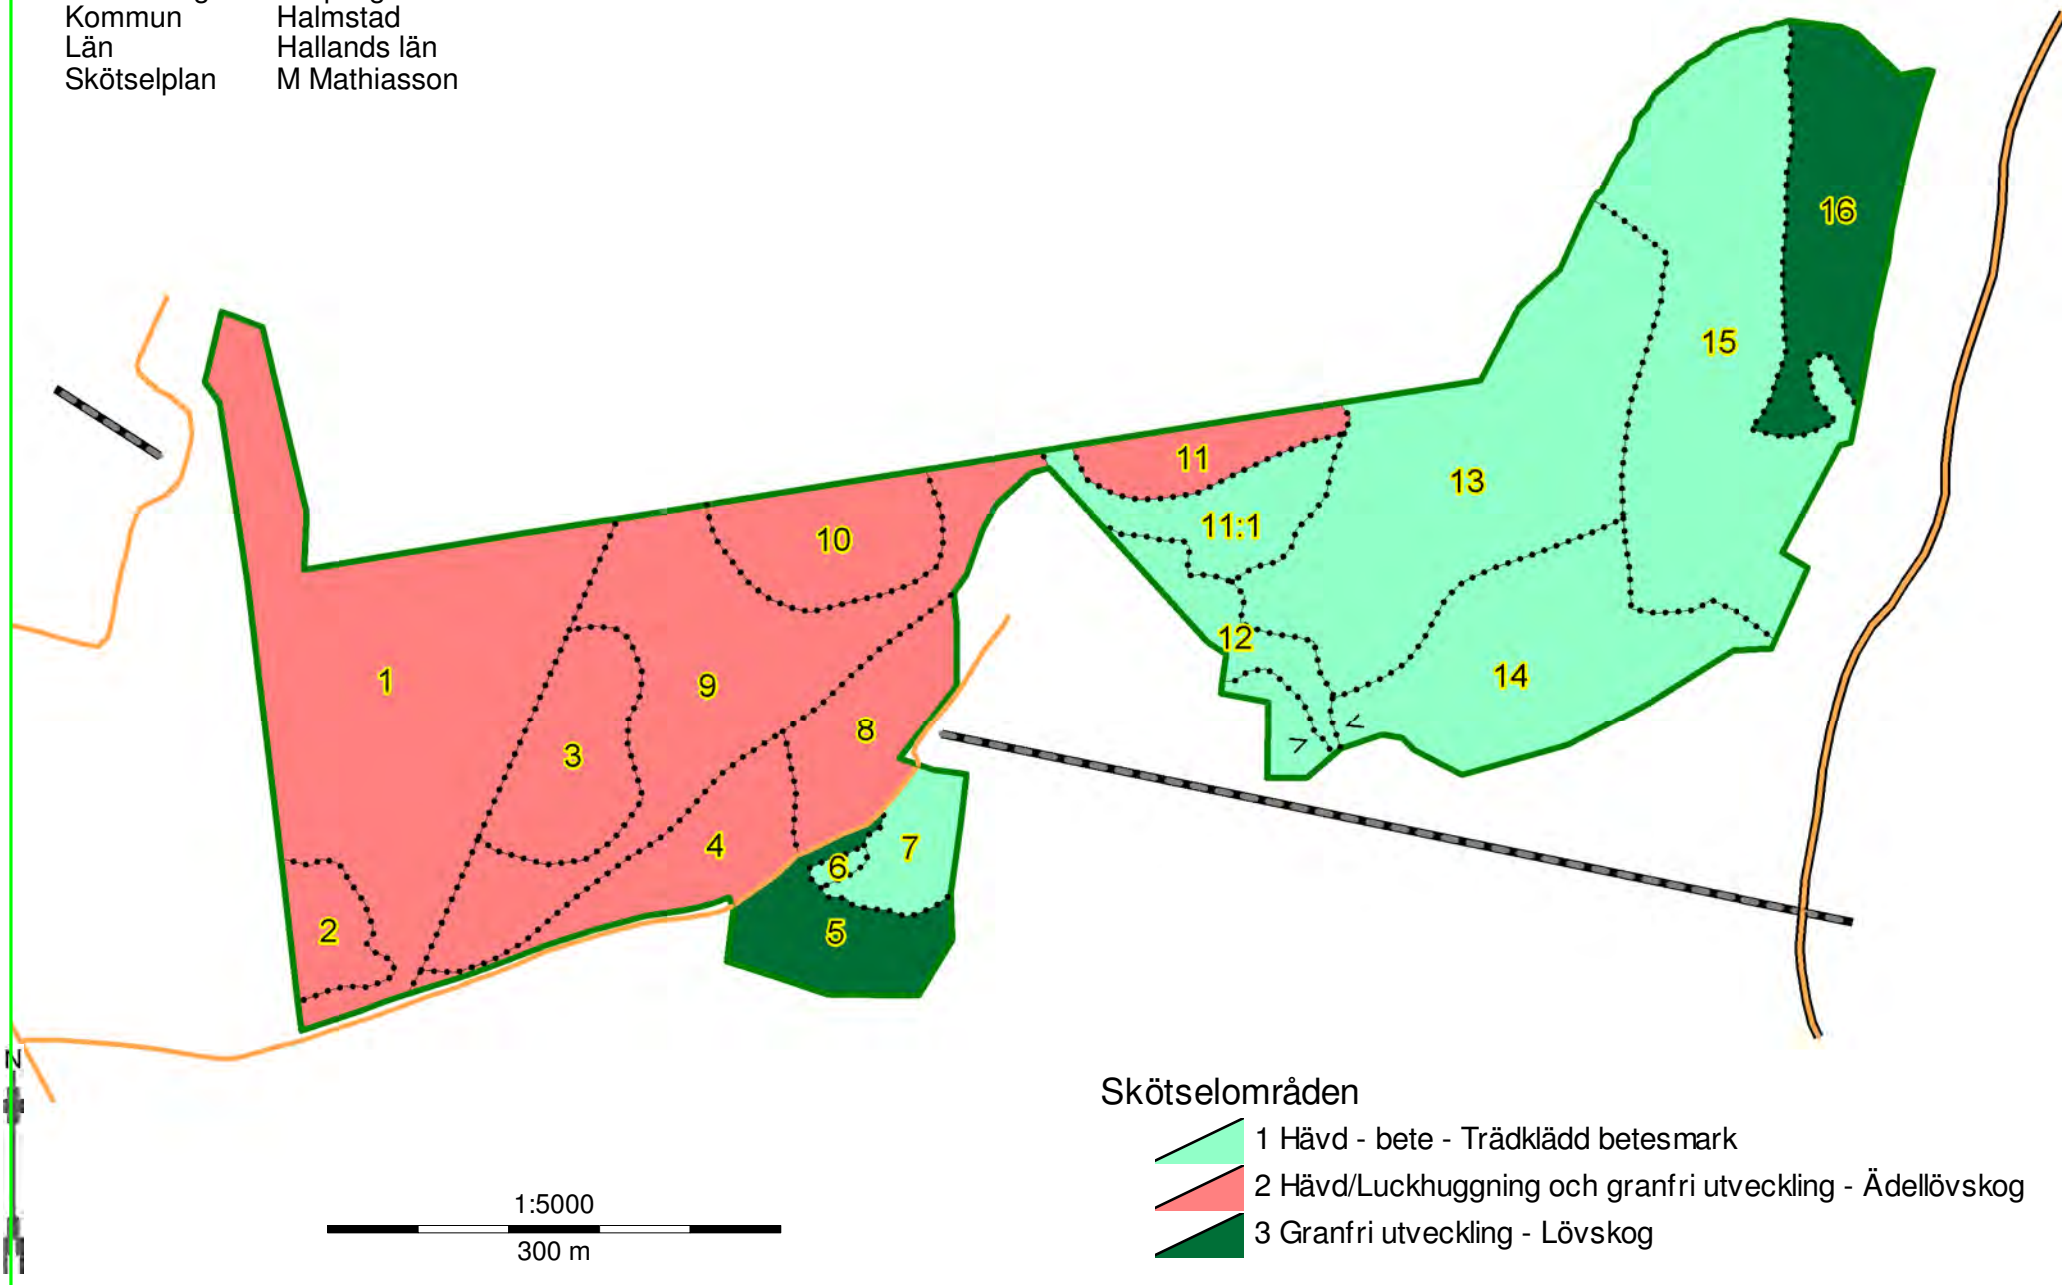 Kommun Halmstad
Län Hallands län
Skötselplan M Mathiasson
16
15
11
13
11:1
10
12
1
9
14
3
8
4
7
6
2
5
N
Skötselområden
1 Hävd - bete - Trädklädd betesmark
2 Hävd/Luckhuggning och granfri utveckling - Ädellövskog
3 Granfri utveckling - Lövskog
1:5000
300 m